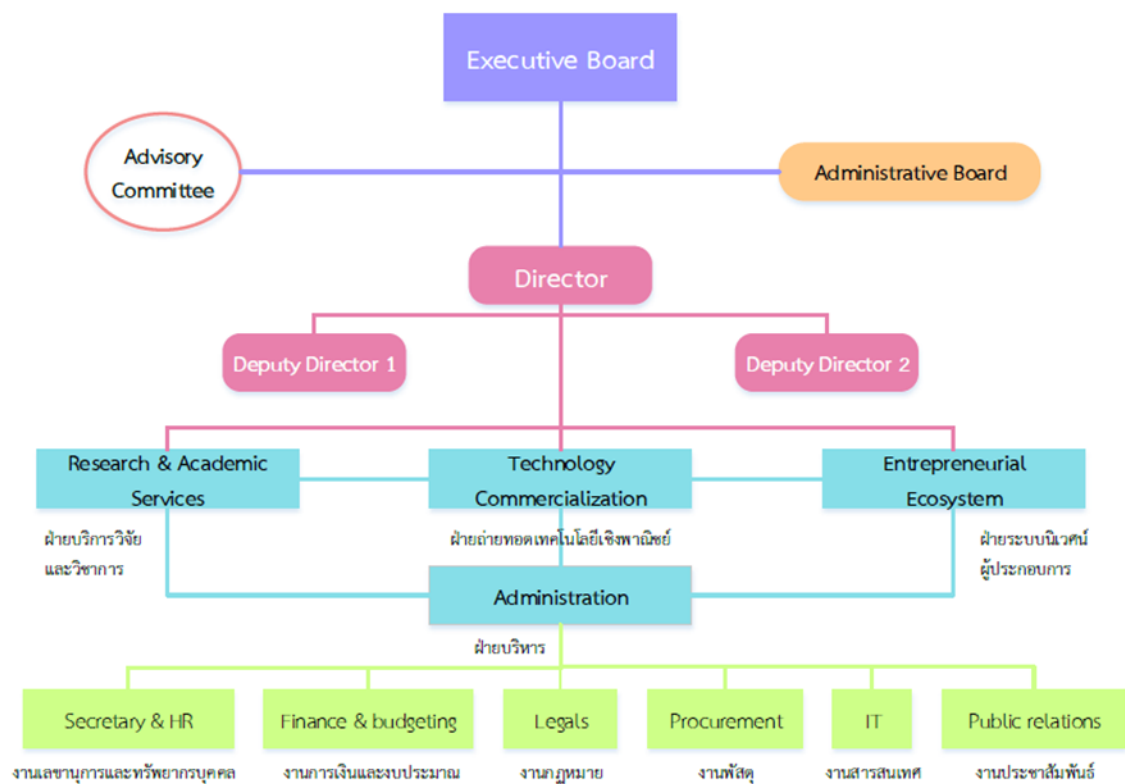 Executive Board
Advisory
Committee
Administrative Board
Director
Deputy Director 1
Deputy Director 2
Research & Academic
Services
Technology
Commercialization
Entrepreneurial
Ecosystem
ฝ่ายบริการวิจัย
และวิชาการ
ฝ่ายถ่ายทอดเทคโนโลยีเชิงพาณิชย์
ฝ่ายระบบนิเวศน์
ผู้ประกอบการ
Administration
ฝ่ายบริหาร
Secretary & HR
Finance & budgeting
Legals
Procurement
IT
Public relations
งานเลขานุการและทรัพยากรบุคคล
งานการเงินและงบประมาณ
งานกฎหมาย
งานพัสดุ
งานสารสนเทศ
งานประชาสัมพันธ์